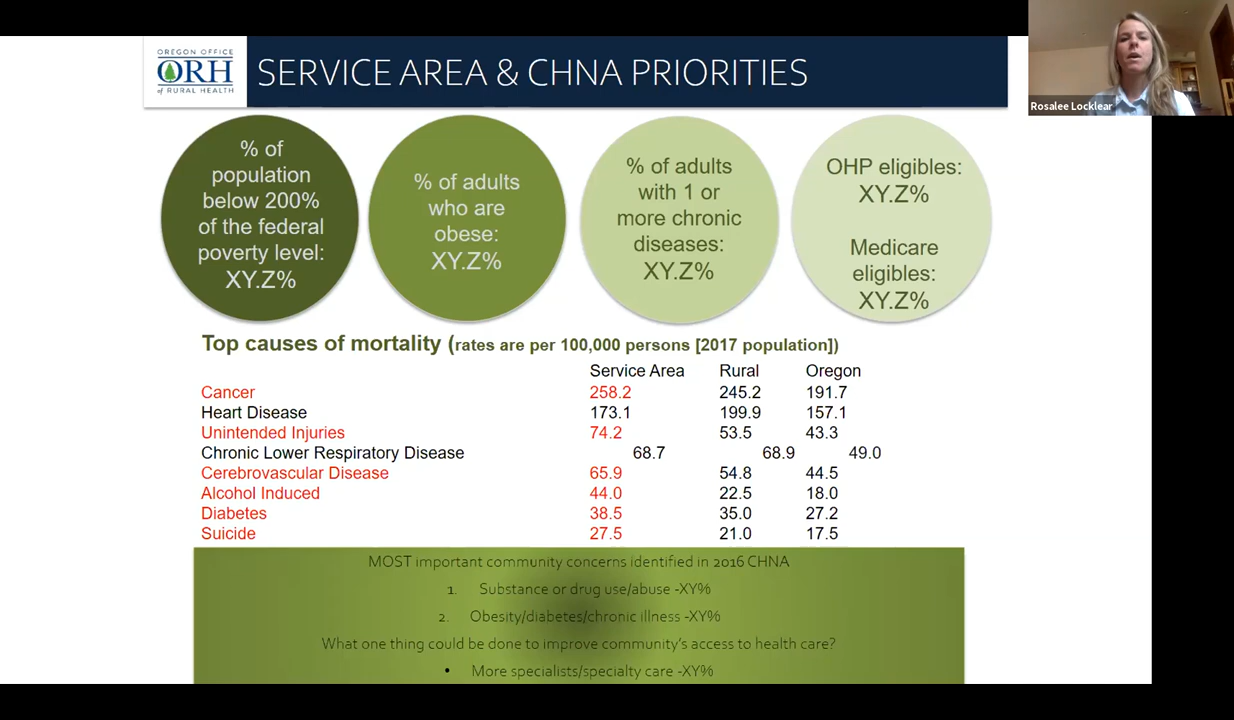 OREGON OFFICE
ORH
of RURAL HEALTH
SERVICE AREA & CHNA PRIORITIES
Rosalee Locklear
% of
population
below 200%
of the federal
poverty level:
XY.Z%
% of adults
who are
obese:
XY.Z%
% of adults
with 1 or
more chronic
diseases:
XY.Z%
OHP eligibles:
XY.Z%
Medicare
eligibles:
XY.Z%
Top causes of mortality (rates are per 100,000 persons [2017 population])
Service Area Rural Oregon
Cancer 258.2 245.2 191.7
Heart Disease 173.1 199.9 157.1
Unintended Injuries 74.2 53.5 43.3
Chronic Lower Respiratory Disease 68.7 68.9 49.0
Cerebrovascular Disease 65.9 54.8 44.5
Alcohol Induced 44.0 22.5 18.0
Diabetes 38.5 35.0 27.2
Suicide 27.5 21.0 17.5
MOST important community concerns identified in 2016 CHNA
1. Substance or drug use/abuse -XY%
2. Obesity/diabetes/chronic illness -XY%
What one thing could be done to improve community's access to health care?
• More specialists/specialty care -XY%